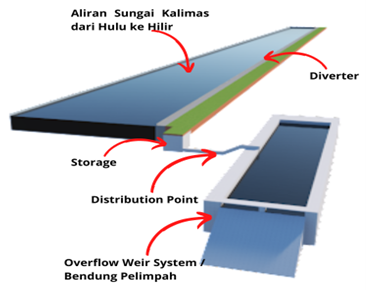 Aliran Sungai Kalimas
dari Hulu ke Hilir
Diverter
Storage
Distribution Point
Overflow Weir System /
Bendung Pelimpah